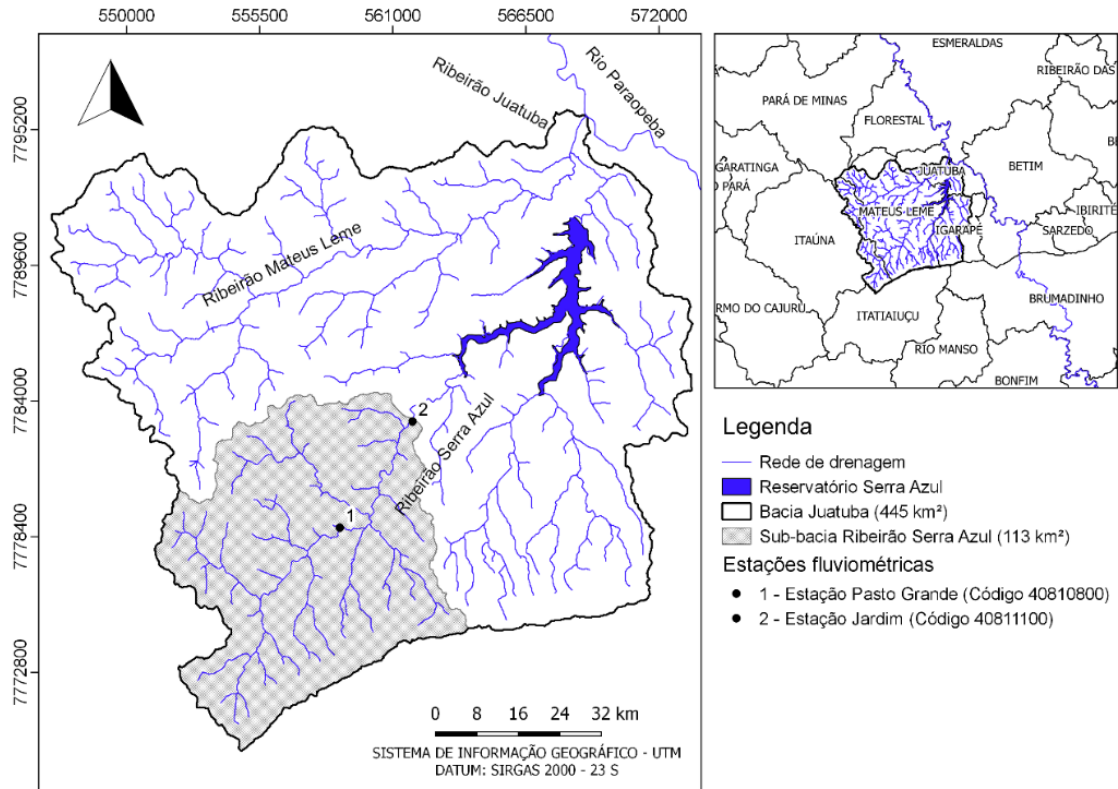 550000 555500 561000 566500 572000
7795200
7789600
7784000
7778400
7772800
Ribeirão Juatuba
Rio Paraopeba
Ribeirão Mateus Leme
Ribeirão Serra Azul
2
1
0 8 16 24 32 km
SISTEMA DE INFORMAÇÃO GEOGRÁFICO - UTM
DATUM: SIRGAS 2000 - 23 S
ESMERALDAS
RIBEIRÃO DAS
PARÁ DE MINAS
FLORESTAL
BETIM
GARATINGA
O PARÁ
JUATUBA
MATEUS LEME
IGARAPÉ
IBIRITÉ
SARZEDO
ITAÚNA
BRUMADINHO
RMO DO CAJURU
ITATIAIUÇU
RIO MANSO
BONFIM
Legenda
Rede de drenagem
Reservatório Serra Azul
Bacia Juatuba (445 km²)
Sub-bacia Ribeirão Serra Azul (113 km²)
Estações fluviométricas
1 - Estação Pasto Grande (Código 40810800)
2 - Estação Jardim (Código 40811100)